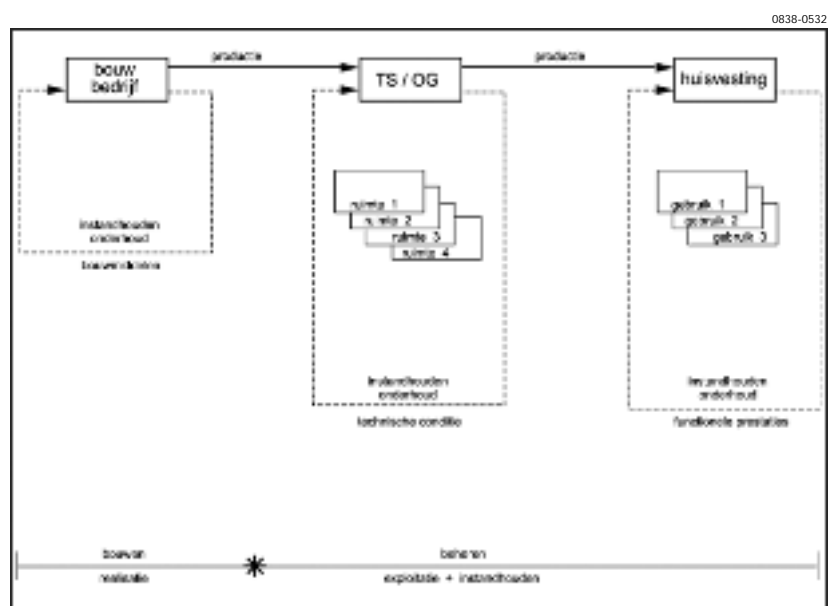 0838-0532
productie
productie
bouw
bedrijf
TS / OG
huisvesting
ruimte 1
ruimte 2
ruimte 3
ruimte 4
gebruik 1
gebruik 2
gebruik 3
instandhouden
onderhoud
instandhouden
onderhoud
technische conditie
instandhouden
onderhoud
functionele prestaties
bouwen
beheren
realisatie
exploitatie + instandhouden